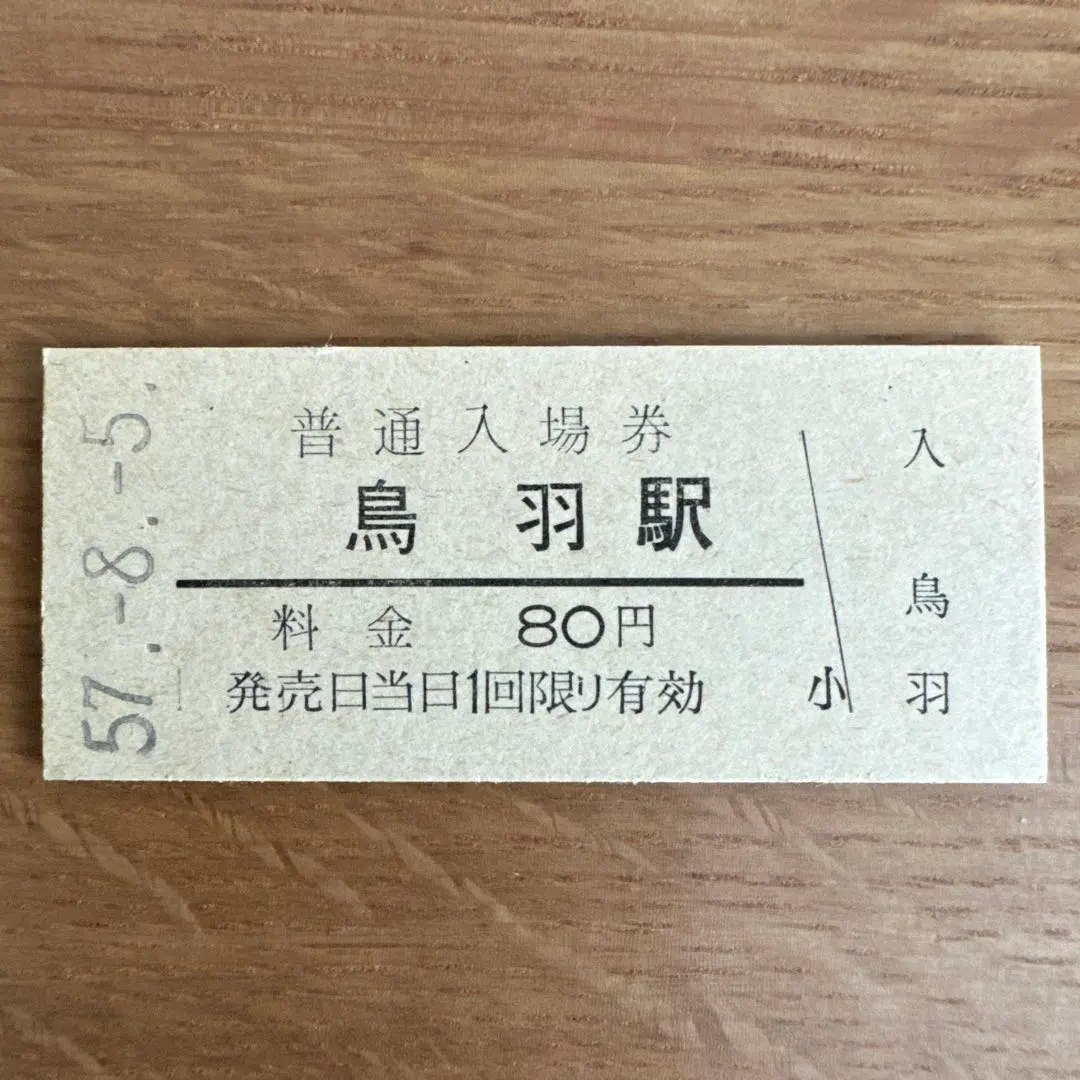 57.-8.-5.
普通入場券
鳥羽駅
料金 80円
発売日当日1回限り有効
小
入
鳥
羽